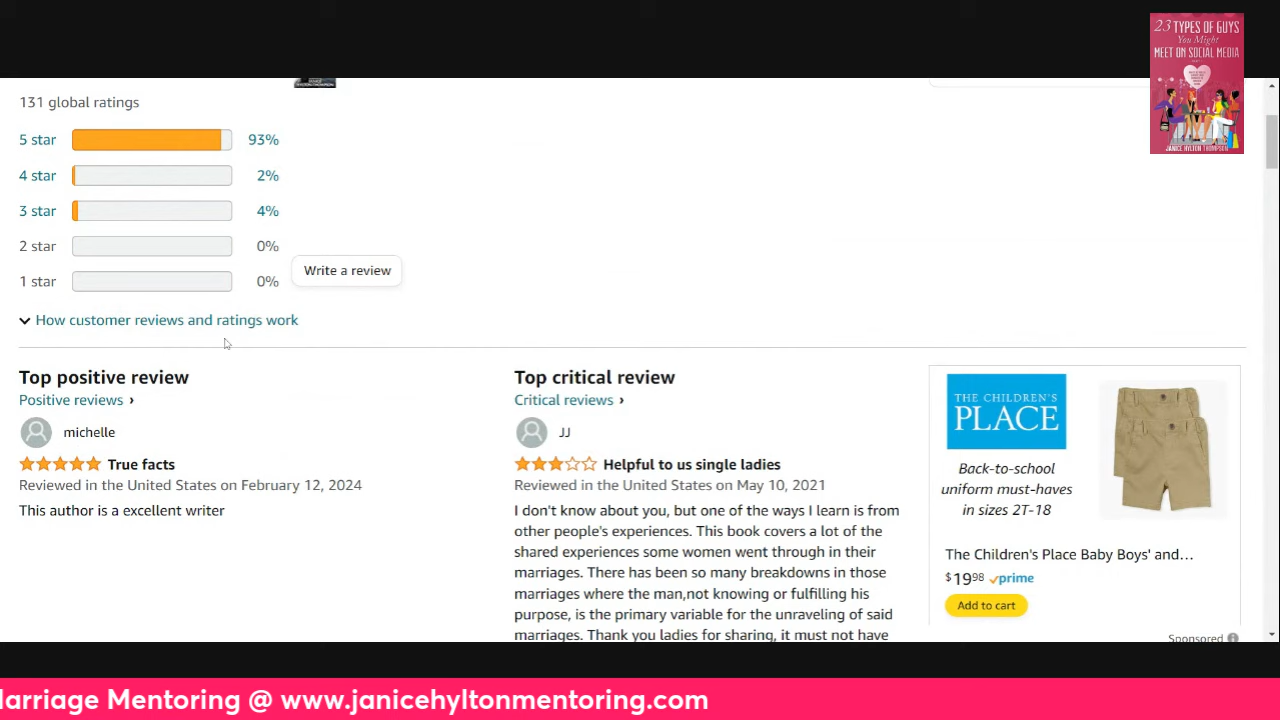 23 TYPES OF GUYS
You Might
MEET ON SOCIAL MEDIA
JANICE HYLTON THOMPSON
131 global ratings
5 star 93%
4 star 2%
3 star 4%
2 star 0%
1 star 0%
Write a review
How customer reviews and ratings work
Top positive review
Positive reviews ›
michelle
True facts
Reviewed in the United States on February 12, 2024
This author is a excellent writer
Top critical review
Critical reviews ›
JJ
Helpful to us single ladies
Reviewed in the United States on May 10, 2021
I don't know about you, but one of the ways I learn is from
other people's experiences. This book covers a lot of the
shared experiences some women went through in their
marriages. There has been so many breakdowns in those
marriages where the man,not knowing or fulfilling his
purpose, is the primary variable for the unraveling of said
marriages. Thank you ladies for sharing, it must not have
THE CHILDREN'S
PLACE
Back-to-school
uniform must-haves
in sizes 2T-18
The Children's Place Baby Boys' and...
$1998 prime
Add to cart
Sponsored
Marriage Mentoring @ www.janicehyltonmentoring.com